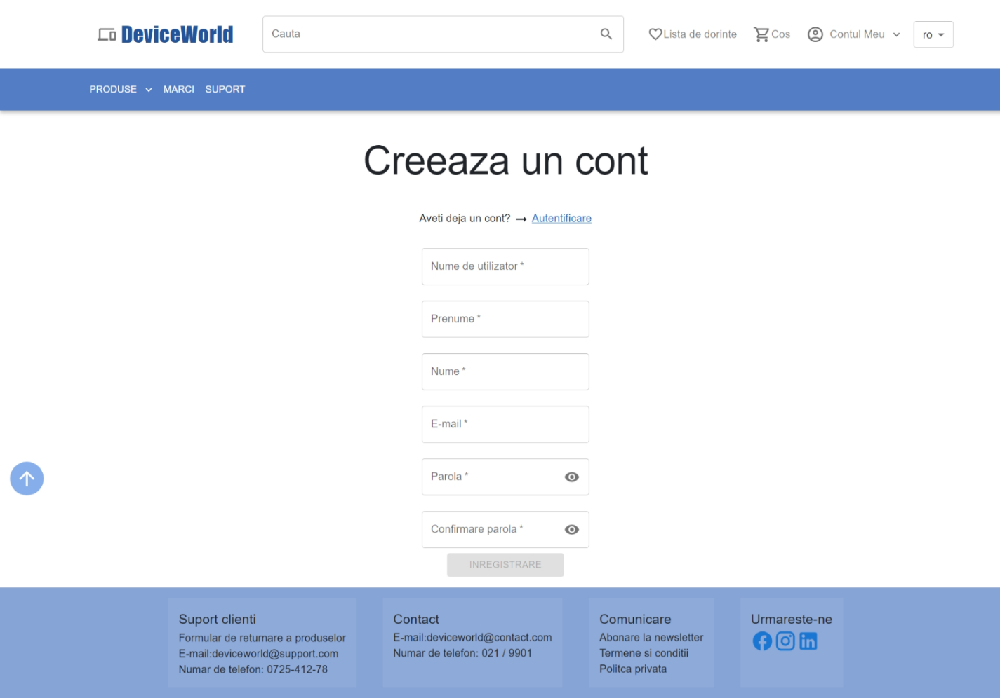 DeviceWorld
Cauta
Lista de dorinte
Cos
Contul Meu
ro
PRODUSE
MARCI
SUPORT
Creeaza un cont
Aveti deja un cont? → Autentificare
Nume de utilizator *
Prenume *
Nume *
E-mail *
Parola *
Confirmare parola *
INREGISTRARE
Suport clienti
Formular de returnare a produselor
E-mail:deviceworld@support.com
Numar de telefon: 0725-412-78
Contact
E-mail:deviceworld@contact.com
Numar de telefon: 021 / 9901
Comunicare
Abonare la newsletter
Termene si conditii
Politca privata
Urmareste-ne